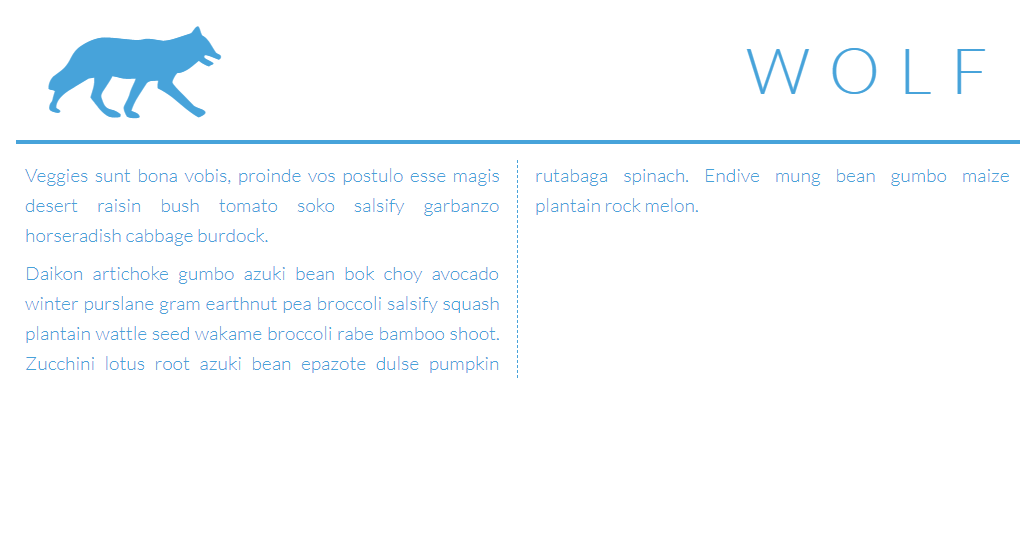 WOLF
Veggies sunt bona vobis, proinde vos postulo esse magis
desert raisin bush tomato soko salsify garbanzo
horseradish cabbage burdock.
Daikon artichoke gumbo azuki bean bok choy avocado
winter purslane gram earthnut pea broccoli salsify squash
plantain wattle seed wakame broccoli rabe bamboo shoot.
Zucchini lotus root azuki bean epazote dulse pumpkin
rutabaga spinach. Endive mung bean gumbo maize
plantain rock melon.